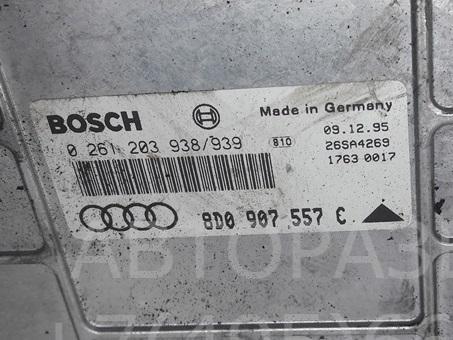 BOSCH
Made in Germany
0 261 203 938/939 810 09.12.95
26SA4269
1763 0017
8D0 907 557 C